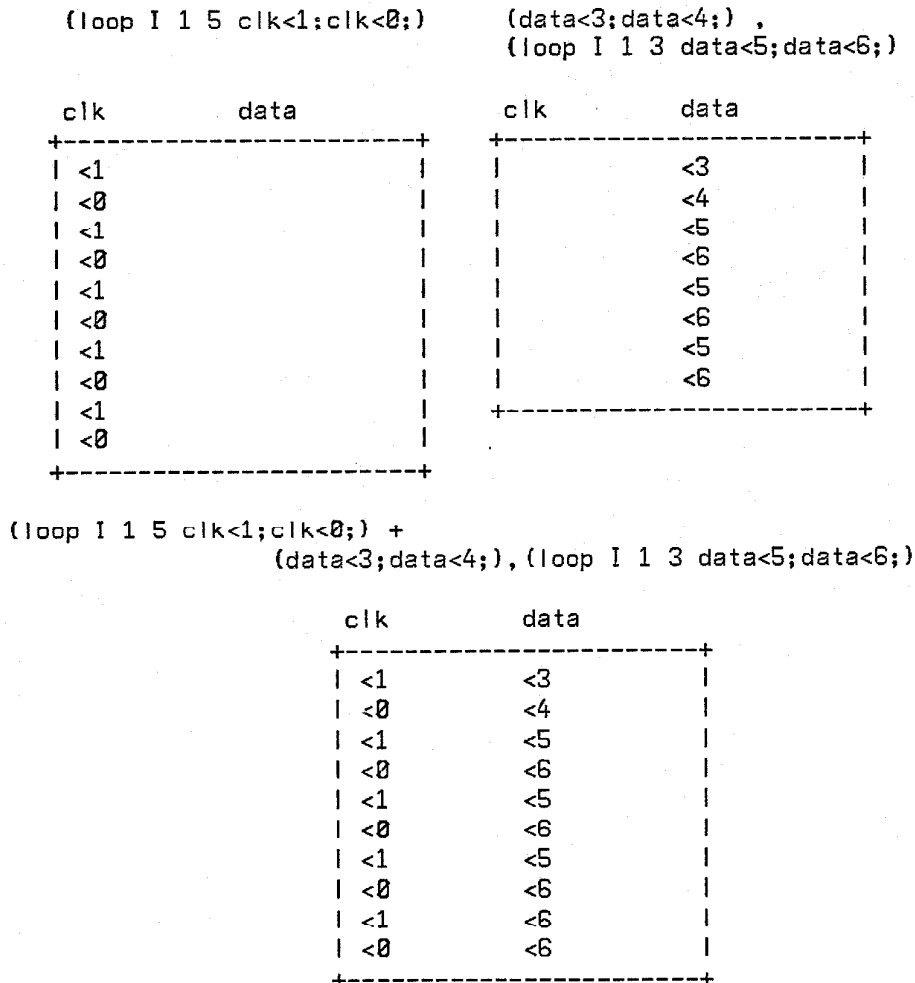 (loop I 1 5 clk<1;clk<0;)
(data<3;data<4;) ,
(loop I 1 3 data<5;data<6;)
clk data
+------------------------+
| <1 |
| <0 |
| <1 |
| <0 |
| <1 |
| <0 |
| <1 |
| <0 |
| <1 |
| <0 |
+------------------------+
clk data
+------------------------+
| <3 |
| <4 |
| <5 |
| <6 |
| <5 |
| <6 |
| <5 |
| <6 |
+------------------------+
(loop I 1 5 clk<1;clk<0;) +
(data<3;data<4;),(loop I 1 3 data<5;data<6;)
clk data
+------------------------+
| <1 <3 |
| <0 <4 |
| <1 <5 |
| <0 <6 |
| <1 <5 |
| <0 <6 |
| <1 <5 |
| <0 <6 |
| <1 <6 |
| <0 <6 |
+------------------------+